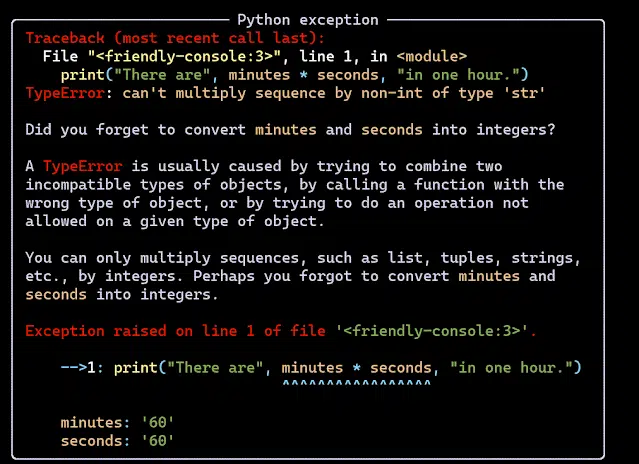 Python exception
Traceback (most recent call last):
File "<friendly-console:3>", line 1, in <module>
print("There are", minutes * seconds, "in one hour.")
TypeError: can't multiply sequence by non-int of type 'str'
Did you forget to convert minutes and seconds into integers?
A TypeError is usually caused by trying to combine two
incompatible types of objects, by calling a function with the
wrong type of object, or by trying to do an operation not
allowed on a given type of object.
You can only multiply sequences, such as list, tuples, strings,
etc., by integers. Perhaps you forgot to convert minutes and
seconds into integers.
Exception raised on line 1 of file '<friendly-console:3>'.
-->1: print("There are", minutes * seconds, "in one hour.")
^^^^^^^^^^^^^^^^^
minutes: '60'
seconds: '60'